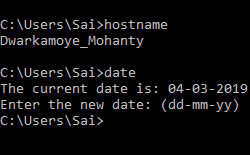 C:\Users\Sai>hostname
Dwarkamoye_Mohanty
C:\Users\Sai>date
The current date is: 04-03-2019
Enter the new date: (dd-mm-yy)
C:\Users\Sai>